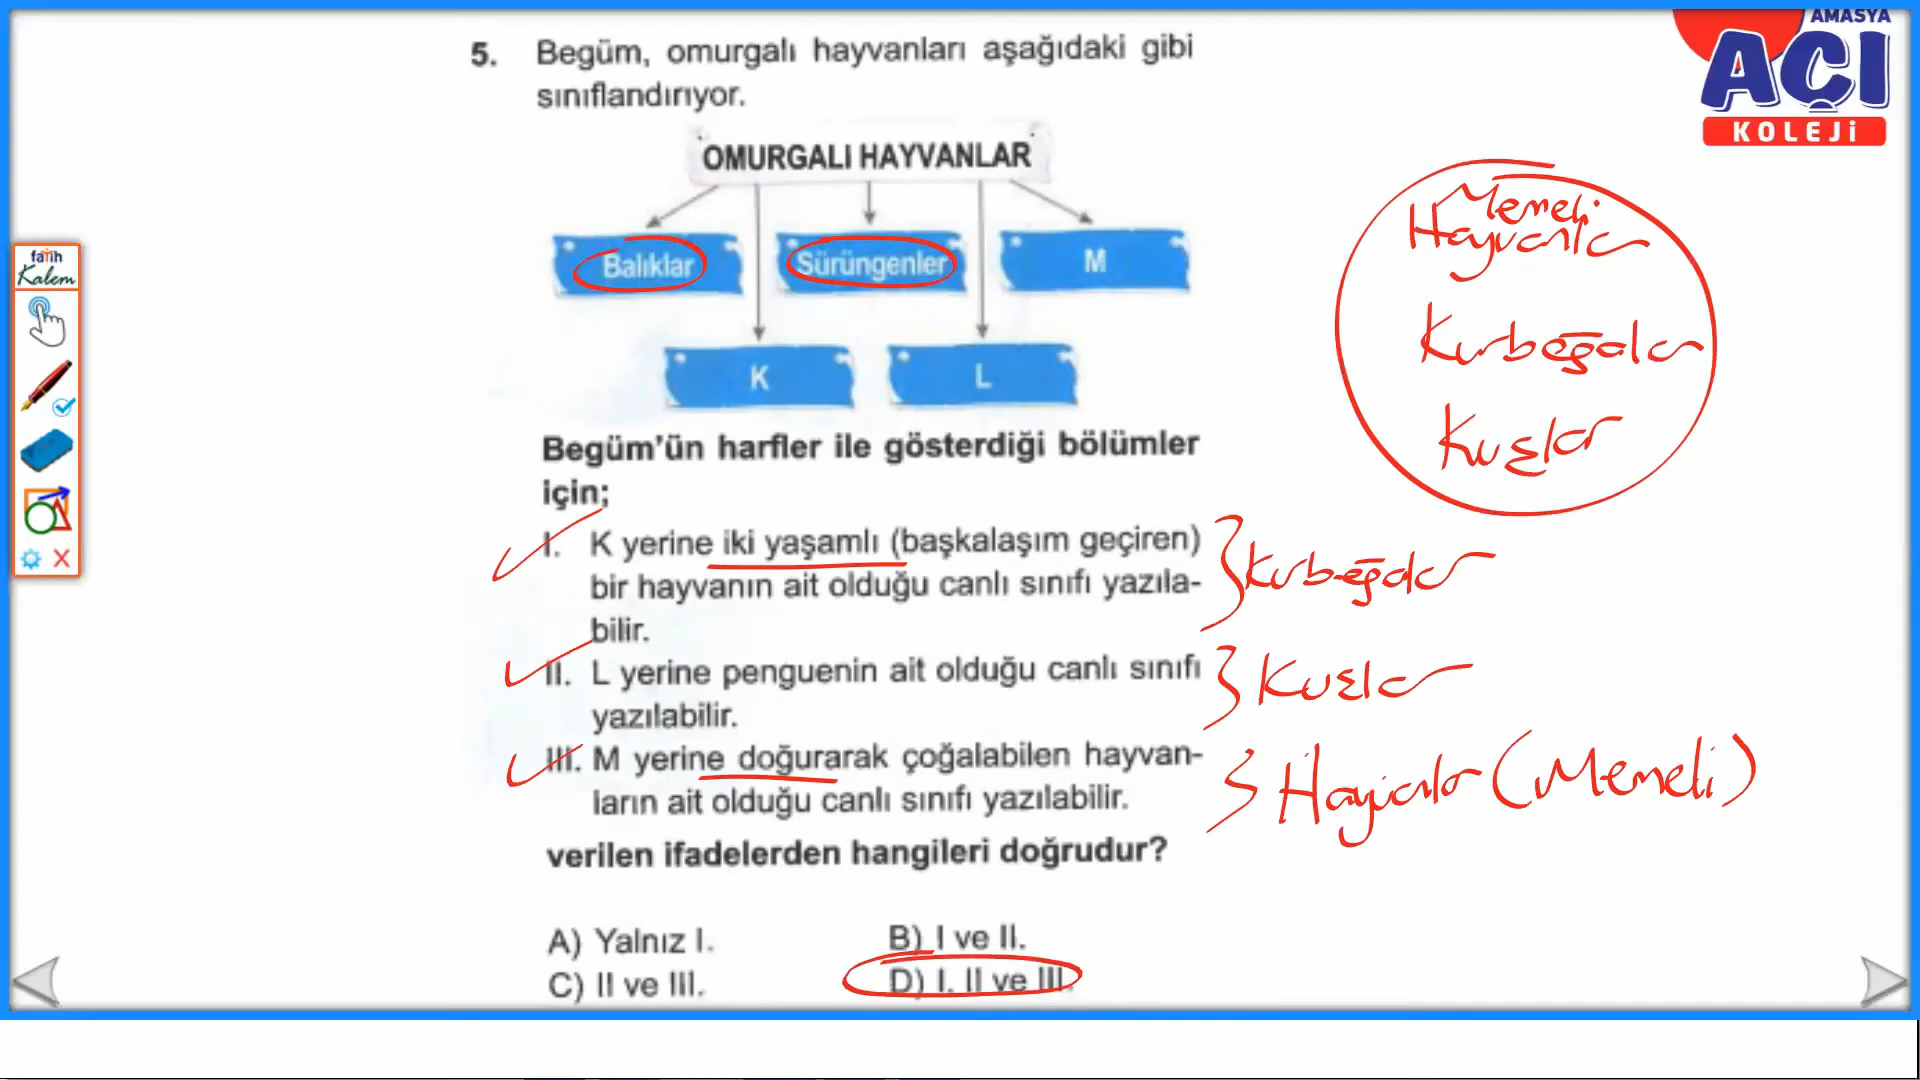 AMASYA
AÇI
KOLEJİ
5. Begüm, omurgalı hayvanları aşağıdaki gibi
sınıflandırıyor.
OMURGALI HAYVANLAR
Balıklar
Sürüngenler
M
K
L
fatih
Kalem
Memeli
Hayvanlar
Kurbağalar
Kuşlar
Begüm'ün harfler ile gösterdiği bölümler
için;
I. K yerine iki yaşamlı (başkalaşım geçiren)
bir hayvanın ait olduğu canlı sınıfı yazıla-
bilir.
Kurbağalar
II. L yerine penguenin ait olduğu canlı sınıfı
yazılabilir.
Kuşlar
III. M yerine doğurarak çoğalabilen hayvan-
ların ait olduğu canlı sınıfı yazılabilir.
Hayvanlar (Memeli)
verilen ifadelerden hangileri doğrudur?
A) Yalnız I.
B) I ve II.
C) II ve III.
D) I. II ve III.